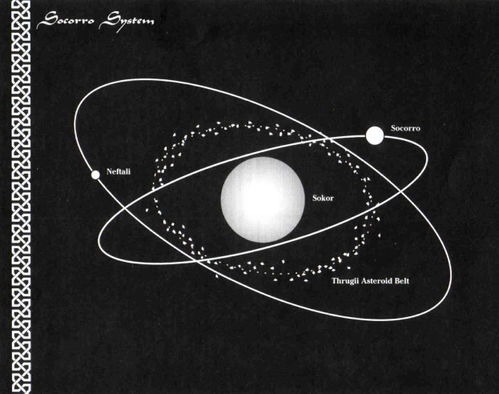 Socorro System
Socorro
Neftali
Sokor
Thrugii Asteroid Belt